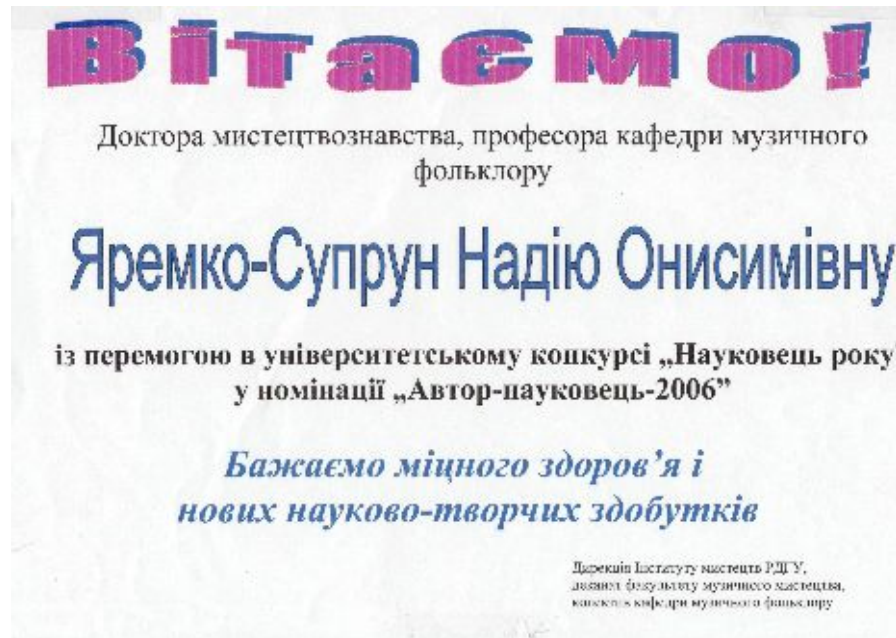 Вітаємо!
Доктора мистецтвознавства, професора кафедри музичного
фольклору
Яремко-Супрун Надію Онисимівну
із перемогою в університетському конкурсі „Науковець року"
у номінації „Автор-науковець-2006”
Бажаємо міцного здоров’я і
нових науково-творчих здобутків
Дирекція Інституту мистецтв РДГУ,
деканат факультету музичного мистецтва,
колектив кафедри музичного фольклору